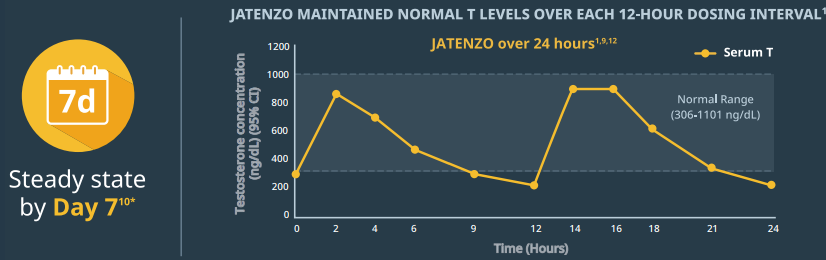 JATENZO MAINTAINED NORMAL T LEVELS OVER EACH 12-HOUR DOSING INTERVAL¹
JATENZO over 24 hours¹,⁹,¹²
Serum T
7d
Steady state
by Day 7¹⁰*
Testosterone concentration
(ng/dL) (95% CI)
1200
1000
800
600
400
200
0
Normal Range
(306-1101 ng/dL)
0 2 4 6 9 12 14 16 18 21 24
Time (Hours)